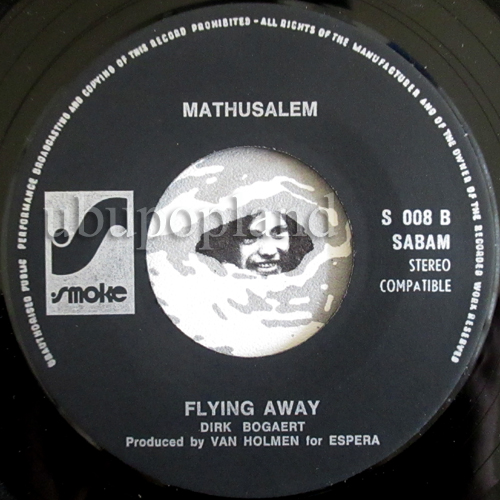 UNAUTHORISED PUBLIC PERFORMANCE BROADCASTING AND COPYING OF THIS RECORD PROHIBITED - ALL RIGHTS OF THE MANUFACTURER AND OF THE OWNER OF THE RECORDED WORK RESERVED
MATHUSALEM
ubupopland
smoke
S 008 B
SABAM
STEREO
COMPATIBLE
FLYING AWAY
DIRK BOGAERT
Produced by VAN HOLMEN for ESPERA